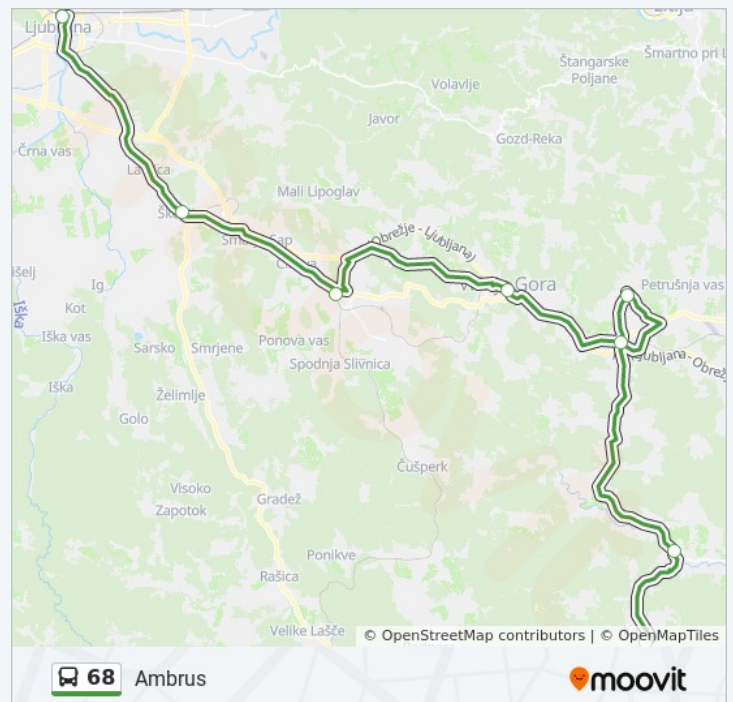 Ljubljana
Štangarske
Poljane
Šmartno pri L
Volavlje
Javor
Gozd-Reka
Črna vas
Mali Lipoglav
Obrežje - Ljubljana)
išelj
Ig
Gora
Petrušnja vas
Kot
Iška
Iška vas
Sarsko
Smrjene
Ponova vas
Ljubljana - Obrež
Spodnja Slivnica
Iška
Želimlje
Golo
Čušperk
Visoko
Zapotok
Gradež
Ponikve
Rašica
Velike Lašče
© OpenStreetMap contributors | © OpenMapTiles
68 Ambrus
moovit